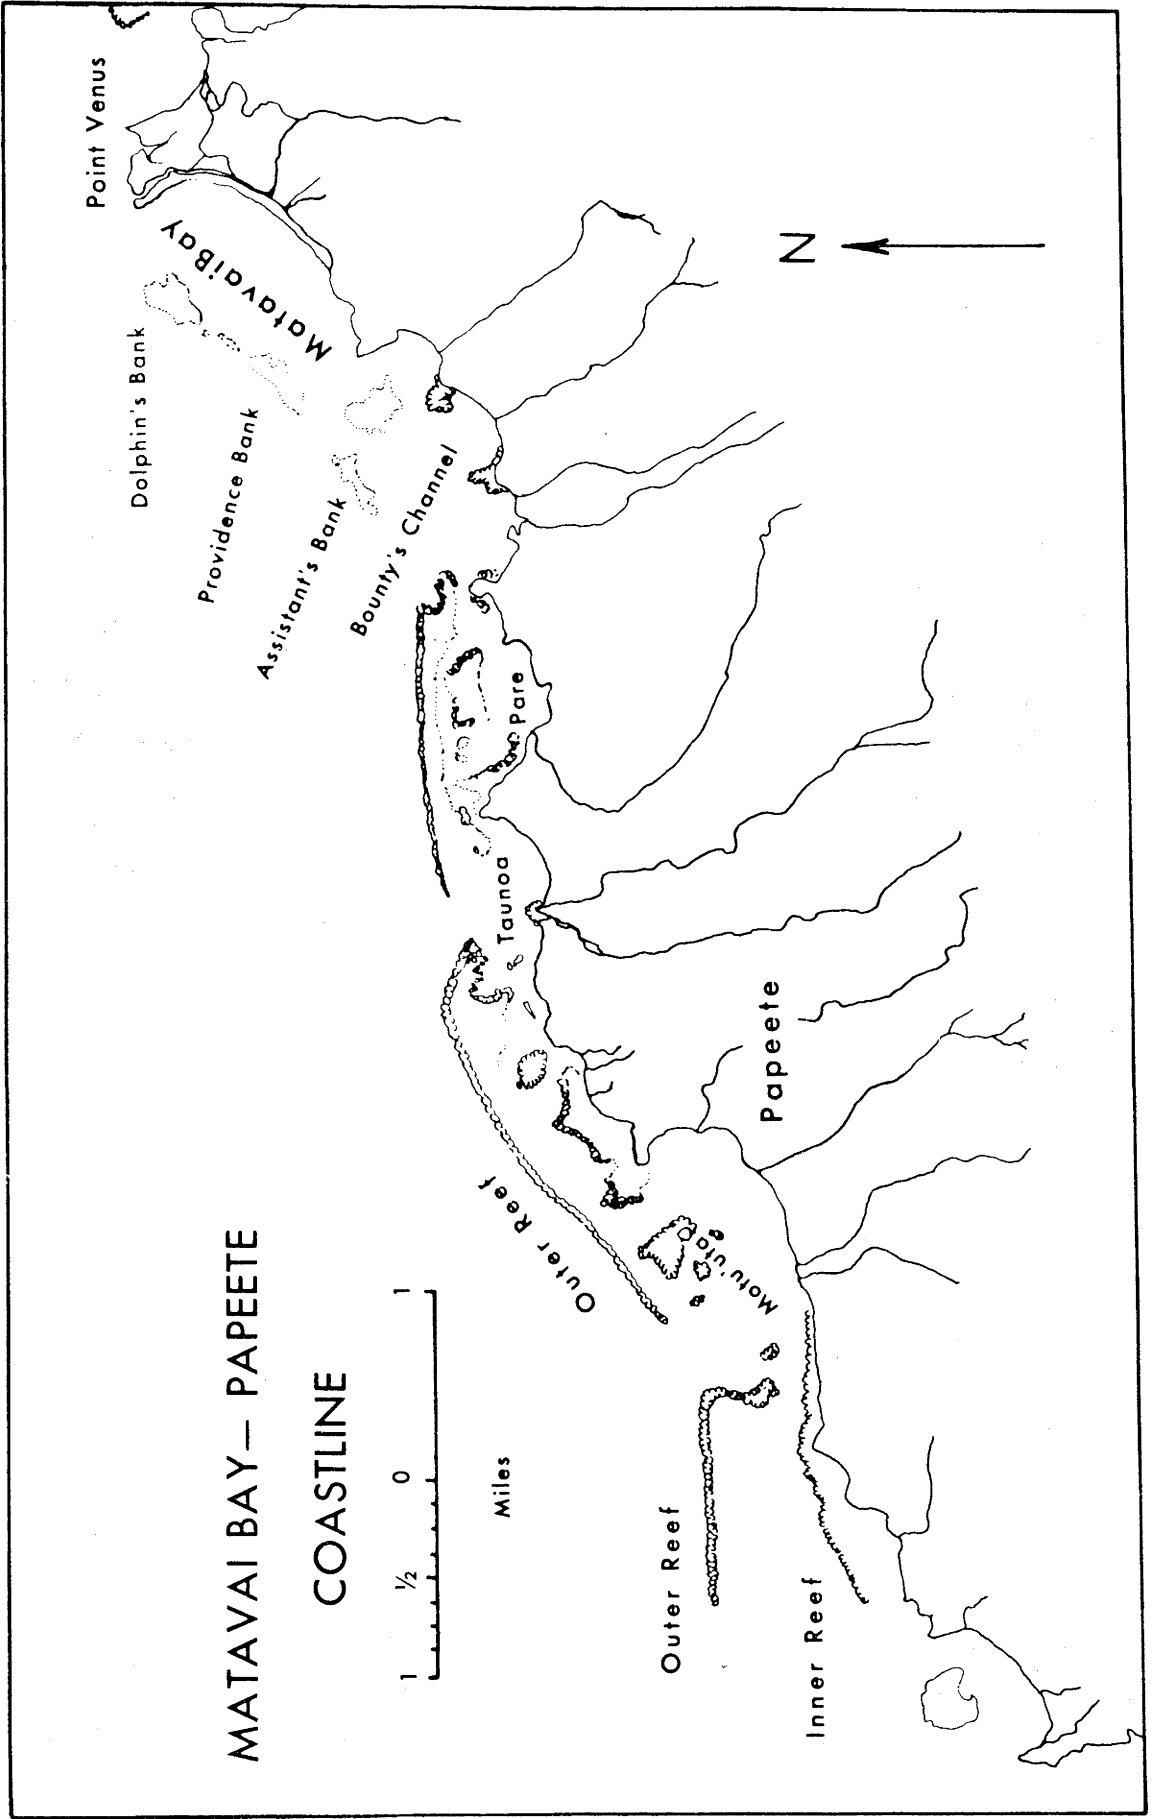 MATAVAI BAY — PAPEETE
COASTLINE
1 ½ 0 1
Miles
Point Venus
Matavai Bay
Dolphin's Bank
Providence Bank
Assistant's Bank
Bounty's Channel
Pare
Taunoa
Papeete
Outer Reef
Motu'uta
Outer Reef
Inner Reef
N